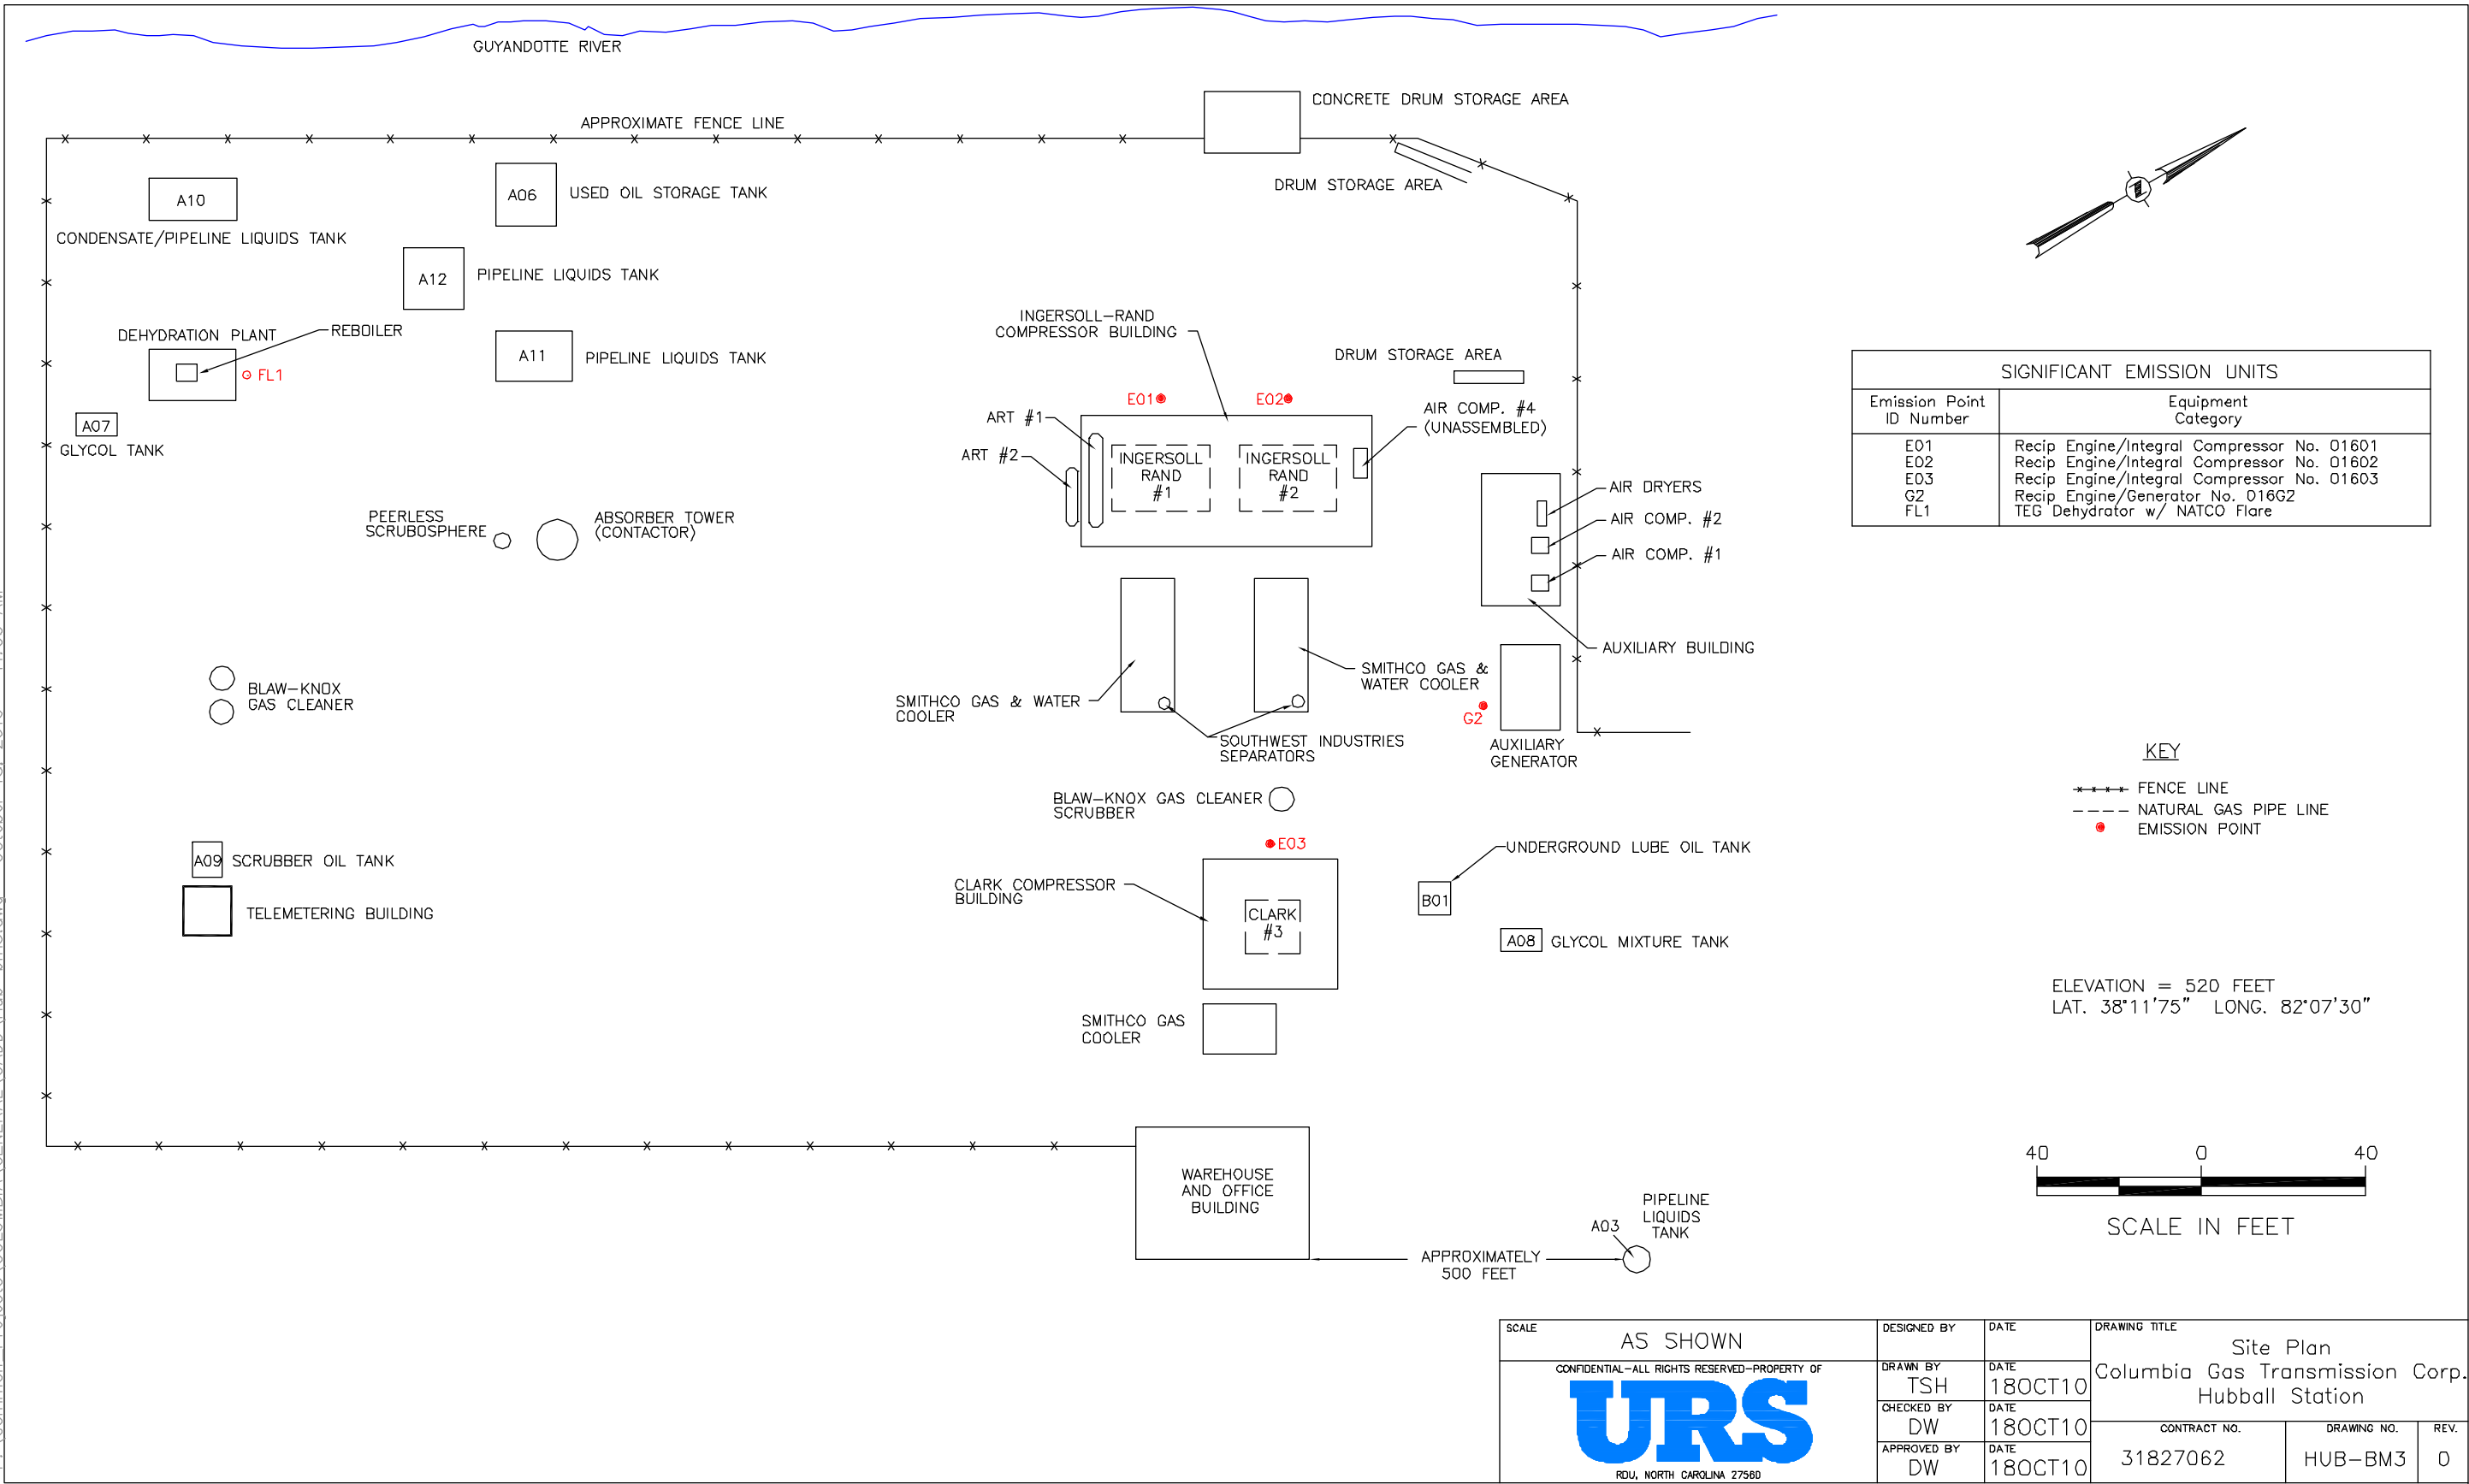 GUYANDOTTE RIVER
APPROXIMATE FENCE LINE
CONCRETE DRUM STORAGE AREA
DRUM STORAGE AREA
A10
CONDENSATE/PIPELINE LIQUIDS TANK
A06
USED OIL STORAGE TANK
A12
PIPELINE LIQUIDS TANK
DEHYDRATION PLANT
REBOILER
FL1
A11
PIPELINE LIQUIDS TANK
A07
GLYCOL TANK
INGERSOLL-RAND
COMPRESSOR BUILDING
DRUM STORAGE AREA
E01
E02
ART #1
ART #2
INGERSOLL
RAND
#1
INGERSOLL
RAND
#2
AIR COMP. #4
(UNASSEMBLED)
AIR DRYERS
AIR COMP. #2
AIR COMP. #1
AUXILIARY BUILDING
PEERLESS
SCRUBOSPHERE
ABSORBER TOWER
(CONTACTOR)
BLAW-KNOX
GAS CLEANER
SMITHCO GAS & WATER
COOLER
SMITHCO GAS &
WATER COOLER
SOUTHWEST INDUSTRIES
SEPARATORS
G2
AUXILIARY
GENERATOR
BLAW-KNOX GAS CLEANER
SCRUBBER
E03
A09
SCRUBBER OIL TANK
TELEMETERING BUILDING
CLARK COMPRESSOR
BUILDING
CLARK
#3
UNDERGROUND LUBE OIL TANK
B01
A08
GLYCOL MIXTURE TANK
SMITHCO GAS
COOLER
WAREHOUSE
AND OFFICE
BUILDING
APPROXIMATELY
500 FEET
A03
PIPELINE
LIQUIDS
TANK
N
SIGNIFICANT EMISSION UNITS
Emission Point
ID Number
Equipment
Category
E01 Recip Engine/Integral Compressor No. 01601
E02 Recip Engine/Integral Compressor No. 01602
E03 Recip Engine/Integral Compressor No. 01603
G2 Recip Engine/Generator No. 016G2
FL1 TEG Dehydrator w/ NATCO Flare
KEY
FENCE LINE
NATURAL GAS PIPE LINE
EMISSION POINT
ELEVATION = 520 FEET
LAT. 38°11'75" LONG. 82°07'30"
40 0 40
SCALE IN FEET
SCALE
AS SHOWN
CONFIDENTIAL-ALL RIGHTS RESERVED-PROPERTY OF
URS
RDU, NORTH CAROLINA 27560
DESIGNED BY
DATE
DRAWN BY
TSH
DATE
18OCT10
CHECKED BY
DW
DATE
18OCT10
APPROVED BY
DW
DATE
18OCT10
DRAWING TITLE
Site Plan
Columbia Gas Transmission Corp.
Hubball Station
CONTRACT NO.
31827062
DRAWING NO.
HUB-BM3
REV.
0